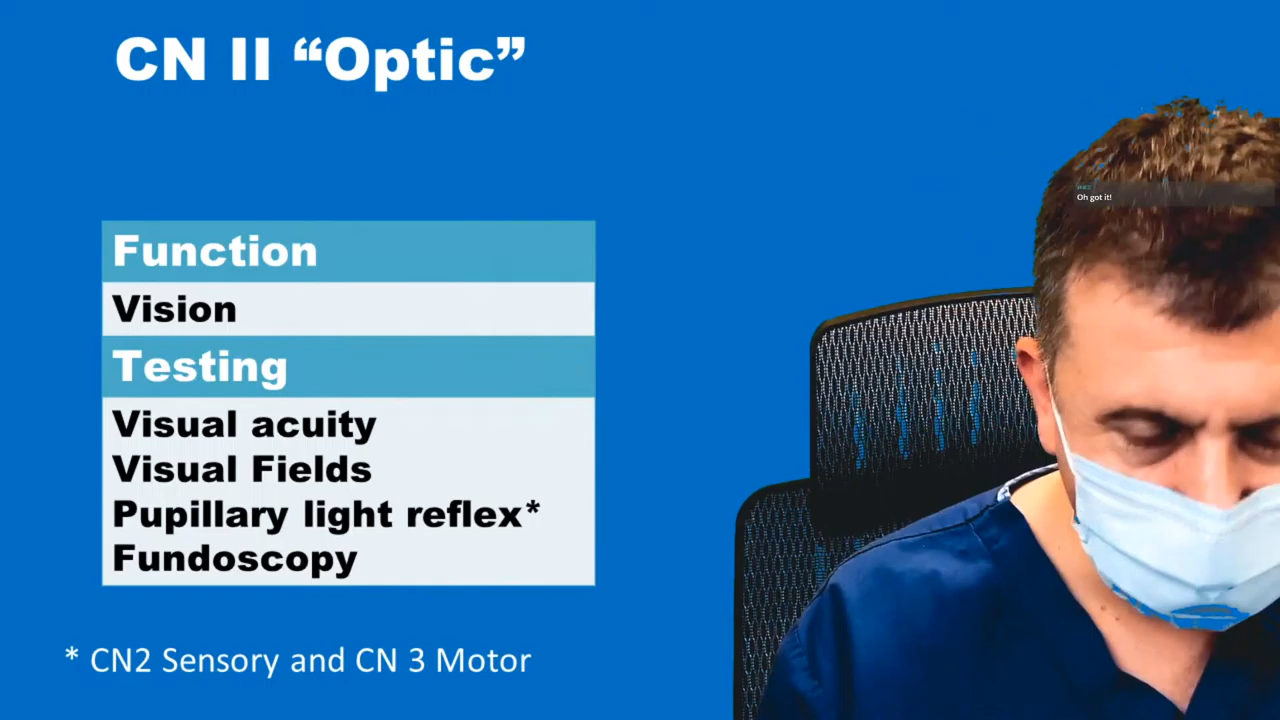 CN II “Optic”
Oh got it!
Function
Vision
Testing
Visual acuity
Visual Fields
Pupillary light reflex*
Fundoscopy
* CN2 Sensory and CN 3 Motor